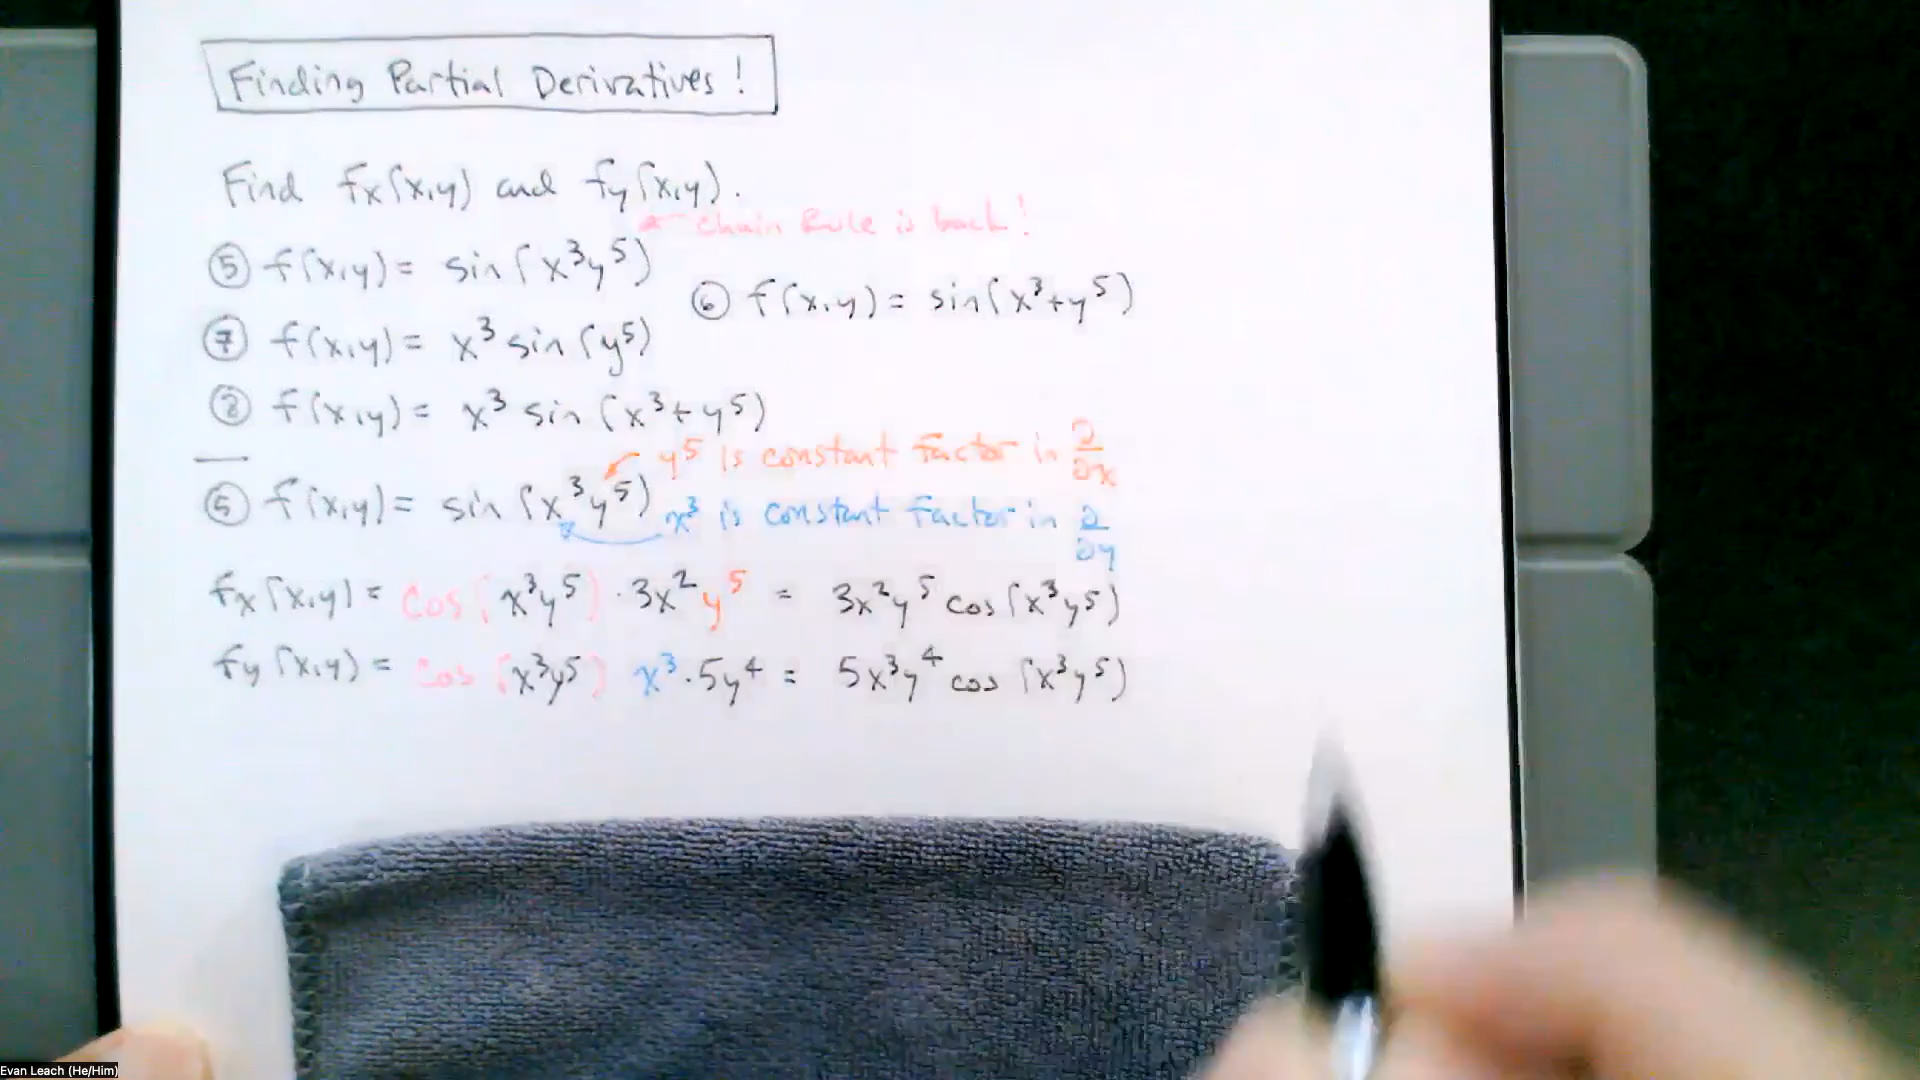 Finding Partial Derivatives!
Find fx(x,y) and fy(x,y).
← Chain Rule is back!
⑤ f(x,y) = sin(x³y⁵)
⑥ f(x,y) = sin(x³+y⁵)
⑦ f(x,y) = x³ sin(y⁵)
⑧ f(x,y) = x³ sin(x³+y⁵)
y⁵ is constant factor in ∂/∂x
⑤ f(x,y) = sin(x³y⁵)
x³ is constant factor in ∂/∂y
fx(x,y) = cos(x³y⁵) · 3x²y⁵ = 3x²y⁵ cos(x³y⁵)
fy(x,y) = cos(x³y⁵) x³ · 5y⁴ = 5x³y⁴ cos(x³y⁵)
Evan Leach (He/Him)